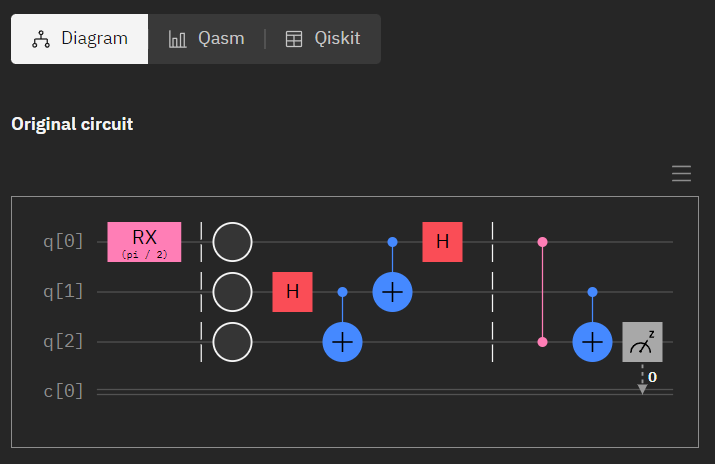 Diagram Qasm Qiskit
Original circuit
q[0] RX H
(pi / 2)
q[1] H +
q[2] + + z
c[0] 0